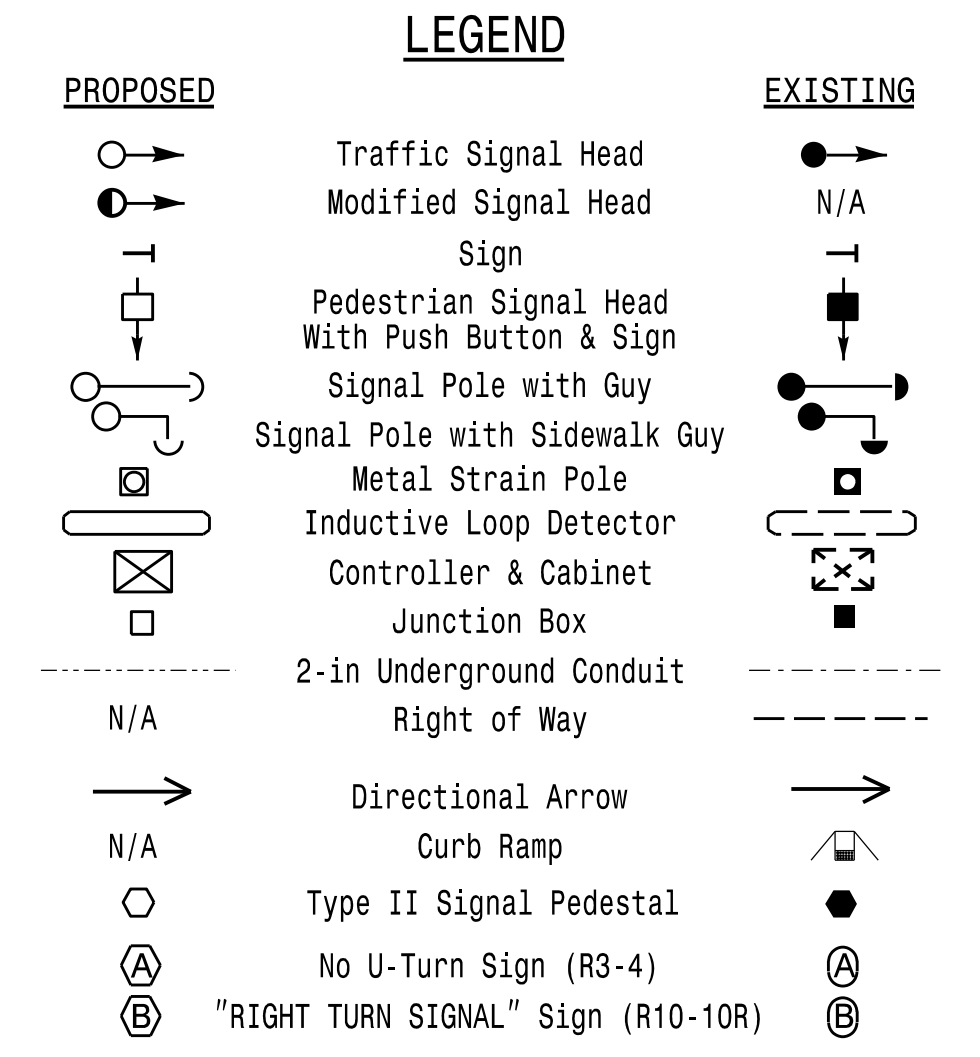 LEGEND
PROPOSED EXISTING
Traffic Signal Head
Modified Signal Head N/A
Sign
Pedestrian Signal Head
With Push Button & Sign
Signal Pole with Guy
Signal Pole with Sidewalk Guy
Metal Strain Pole
Inductive Loop Detector
Controller & Cabinet
Junction Box
2-in Underground Conduit
N/A Right of Way
Directional Arrow
N/A Curb Ramp
Type II Signal Pedestal
A No U-Turn Sign (R3-4) A
B "RIGHT TURN SIGNAL" Sign (R10-10R) B